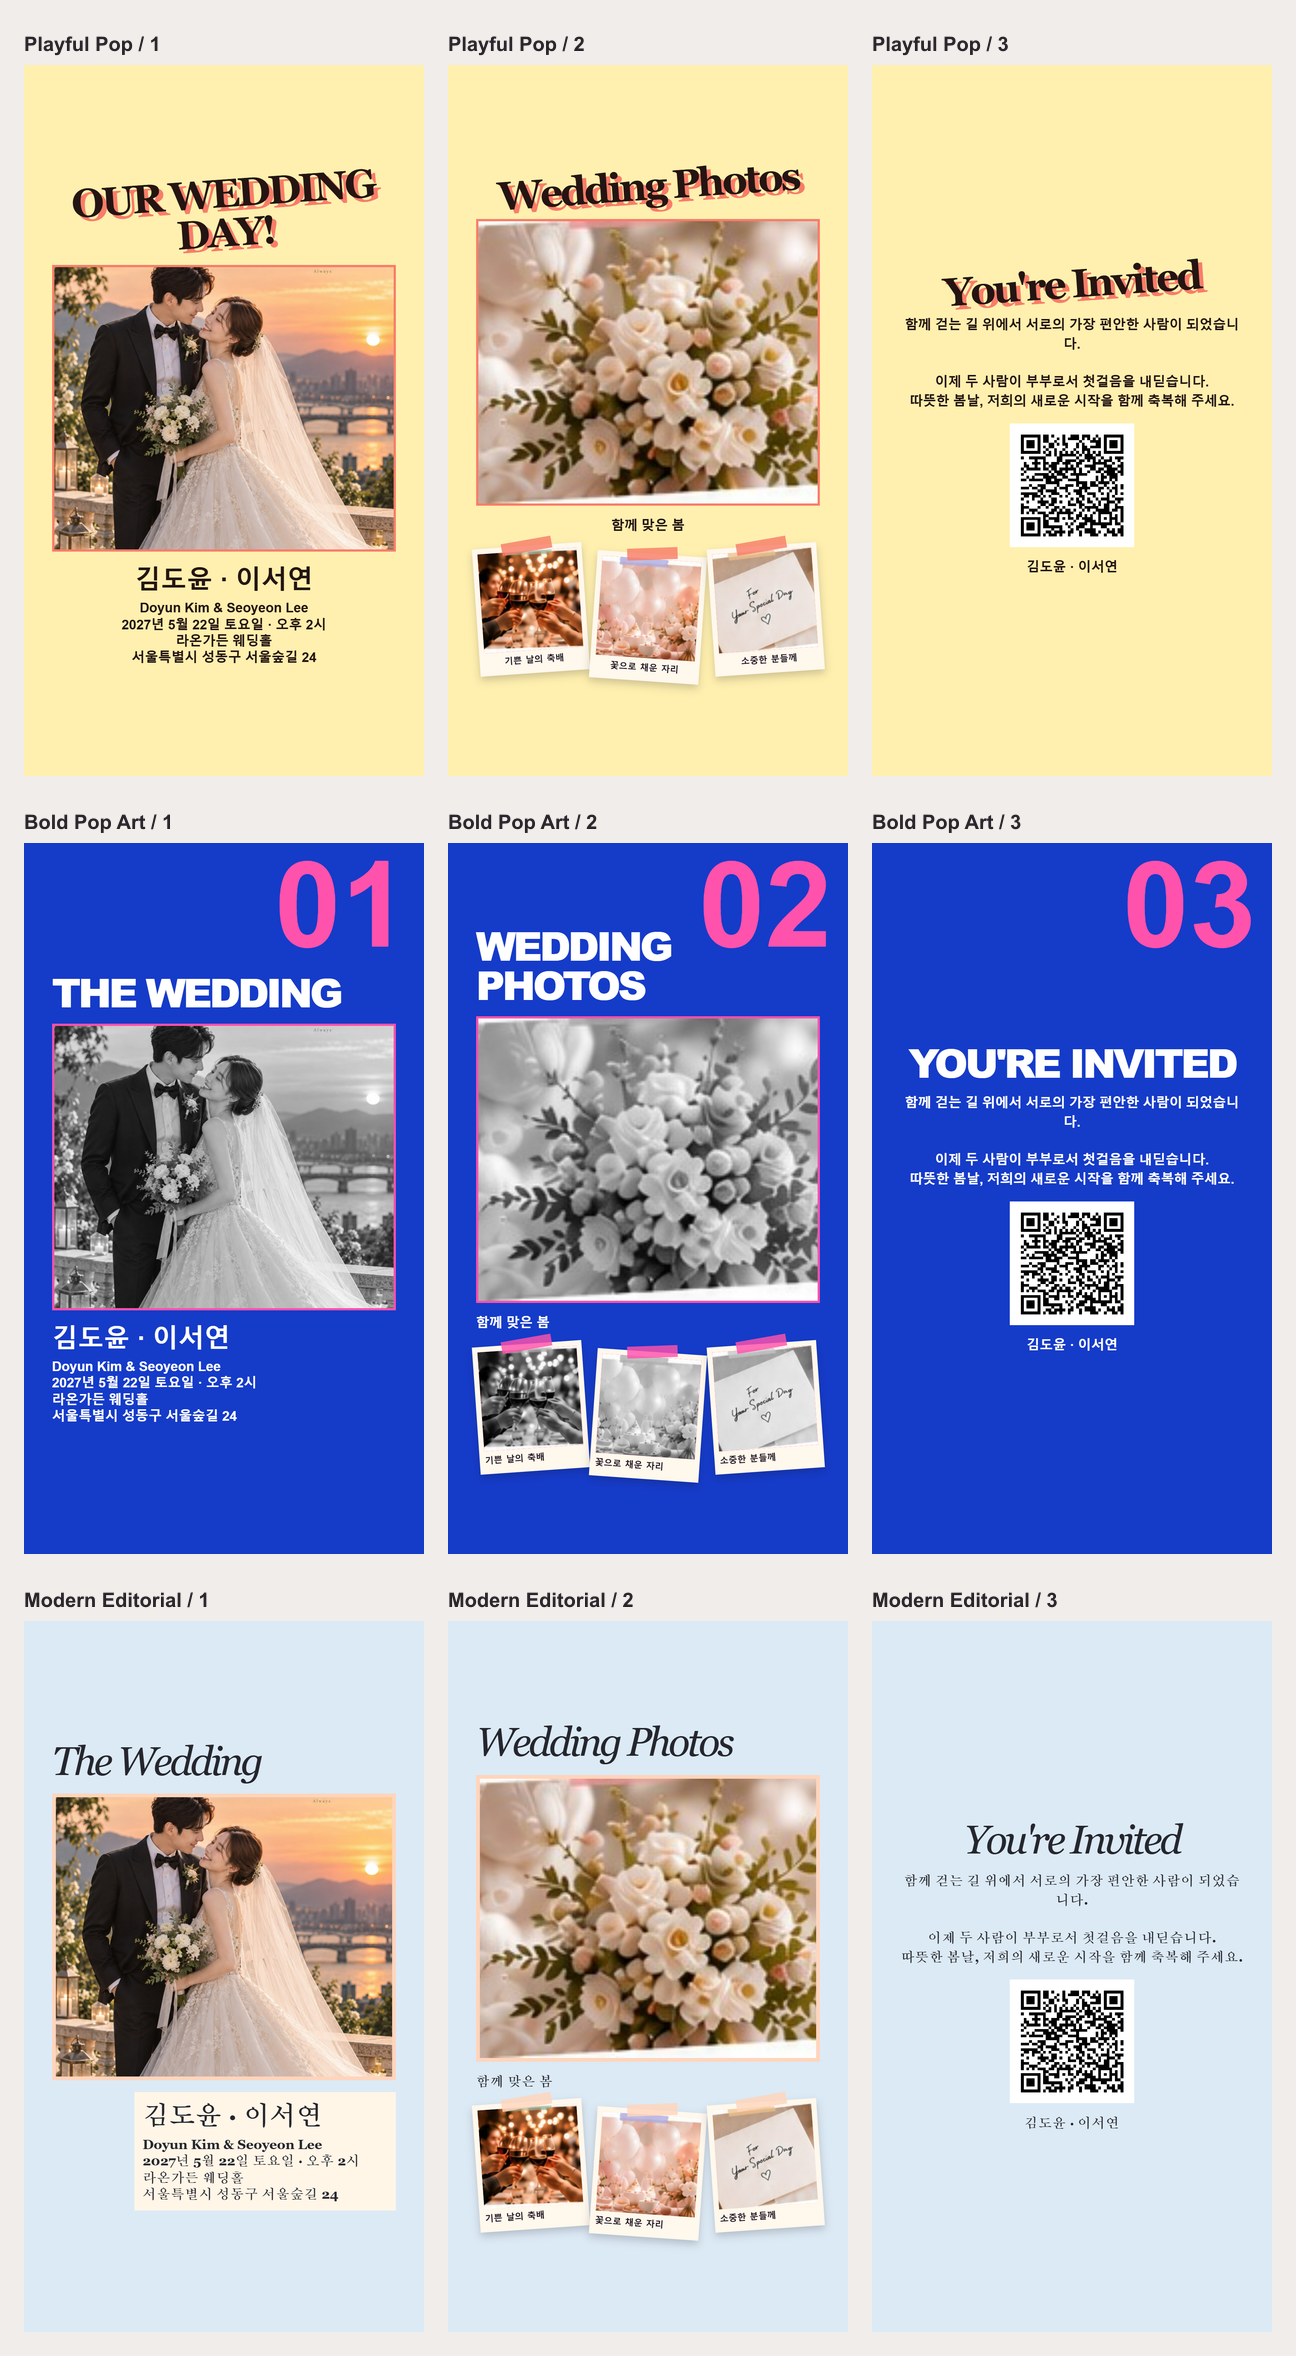 Playful Pop / 1
Playful Pop / 2
Playful Pop / 3
OUR WEDDING
DAY!
김도윤 · 이서연
Doyun Kim & Seoyeon Lee
2027년 5월 22일 토요일 · 오후 2시
라온가든 웨딩홀
서울특별시 성동구 서울숲길 24
Wedding Photos
함께 맞은 봄
For
Your Special Day
기쁜 날의 축배
꽃으로 채운 자리
소중한 분들께
You're Invited
함께 걷는 길 위에서 서로의 가장 편안한 사람이 되었습니
다.
이제 두 사람이 부부로서 첫걸음을 내딛습니다.
따뜻한 봄날, 저희의 새로운 시작을 함께 축복해 주세요.
김도윤 · 이서연
Bold Pop Art / 1
Bold Pop Art / 2
Bold Pop Art / 3
01
THE WEDDING
김도윤 · 이서연
Doyun Kim & Seoyeon Lee
2027년 5월 22일 토요일 · 오후 2시
라온가든 웨딩홀
서울특별시 성동구 서울숲길 24
02
WEDDING
PHOTOS
함께 맞은 봄
For
Your Special Day
기쁜 날의 축배
꽃으로 채운 자리
소중한 분들께
03
YOU'RE INVITED
함께 걷는 길 위에서 서로의 가장 편안한 사람이 되었습니
다.
이제 두 사람이 부부로서 첫걸음을 내딛습니다.
따뜻한 봄날, 저희의 새로운 시작을 함께 축복해 주세요.
김도윤 · 이서연
Modern Editorial / 1
Modern Editorial / 2
Modern Editorial / 3
The Wedding
김도윤 · 이서연
Doyun Kim & Seoyeon Lee
2027년 5월 22일 토요일 · 오후 2시
라온가든 웨딩홀
서울특별시 성동구 서울숲길 24
Wedding Photos
함께 맞은 봄
For
Your Special Day
기쁜 날의 축배
꽃으로 채운 자리
소중한 분들께
You're Invited
함께 걷는 길 위에서 서로의 가장 편안한 사람이 되었습
니다.
이제 두 사람이 부부로서 첫걸음을 내딛습니다.
따뜻한 봄날, 저희의 새로운 시작을 함께 축복해 주세요.
김도윤 · 이서연